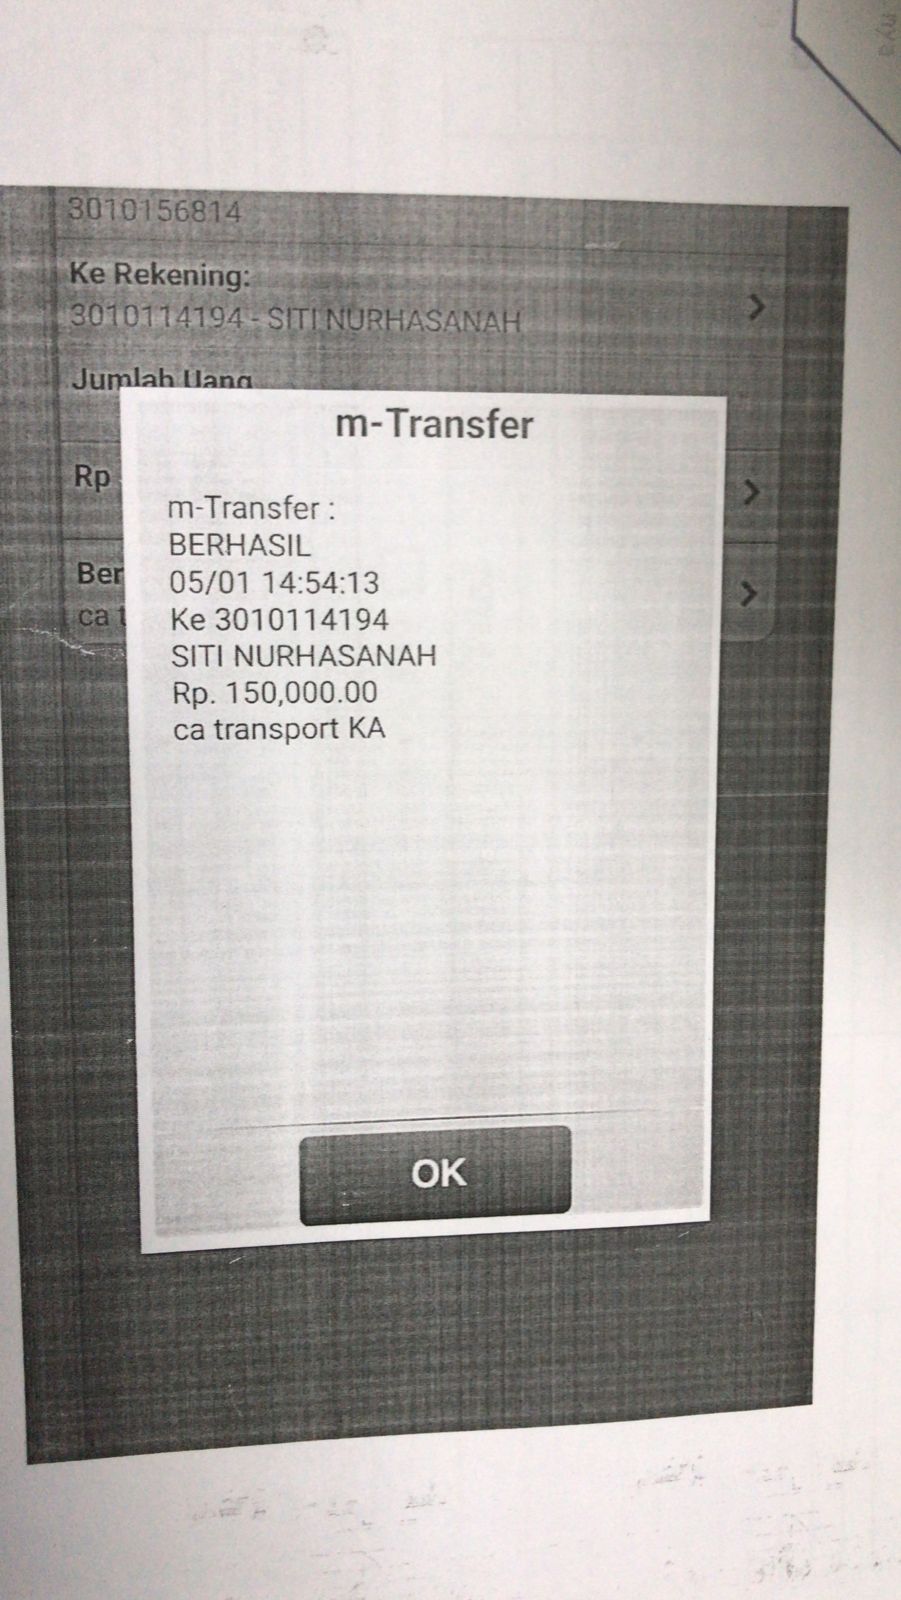 3010156814
Ke Rekening:
3010114194 - SITI NURHASANAH
Jumlah Uang
m-Transfer
Rp
m-Transfer :
BERHASIL
05/01 14:54:13
Ber
Ke 3010114194
ca t
SITI NURHASANAH
Rp. 150,000.00
ca transport KA
OK